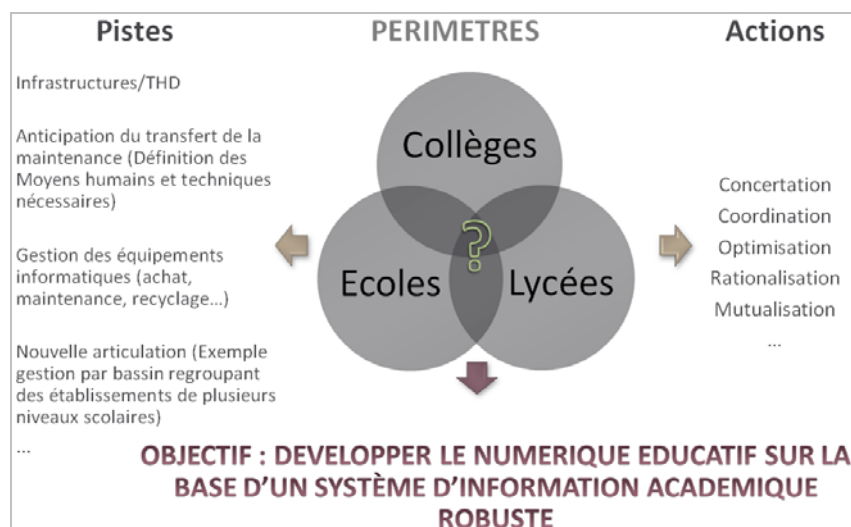 Pistes
PERIMETRES
Actions
Infrastructures/THD
Anticipation du transfert de la
maintenance (Définition des
Moyens humains et techniques
nécessaires)
Gestion des équipements
informatiques (achat,
maintenance, recyclage...)
Nouvelle articulation (Exemple
gestion par bassin regroupant
des établissements de plusieurs
niveaux scolaires)
...
Collèges
?
Ecoles
Lycées
Concertation
Coordination
Optimisation
Rationalisation
Mutualisation
...
OBJECTIF : DEVELOPPER LE NUMERIQUE EDUCATIF SUR LA
BASE D'UN SYSTÈME D'INFORMATION ACADEMIQUE
ROBUSTE